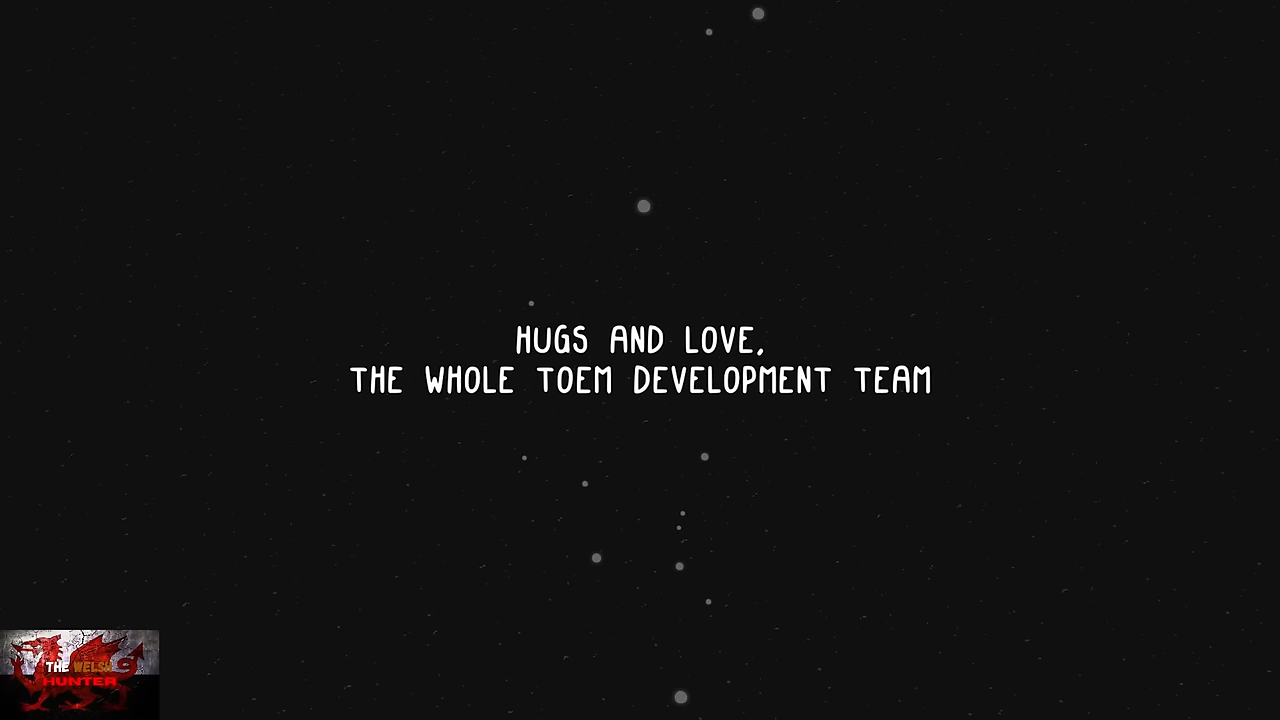 HUGS AND LOVE,
THE WHOLE TOEM DEVELOPMENT TEAM
THE WELSH
HUNTER